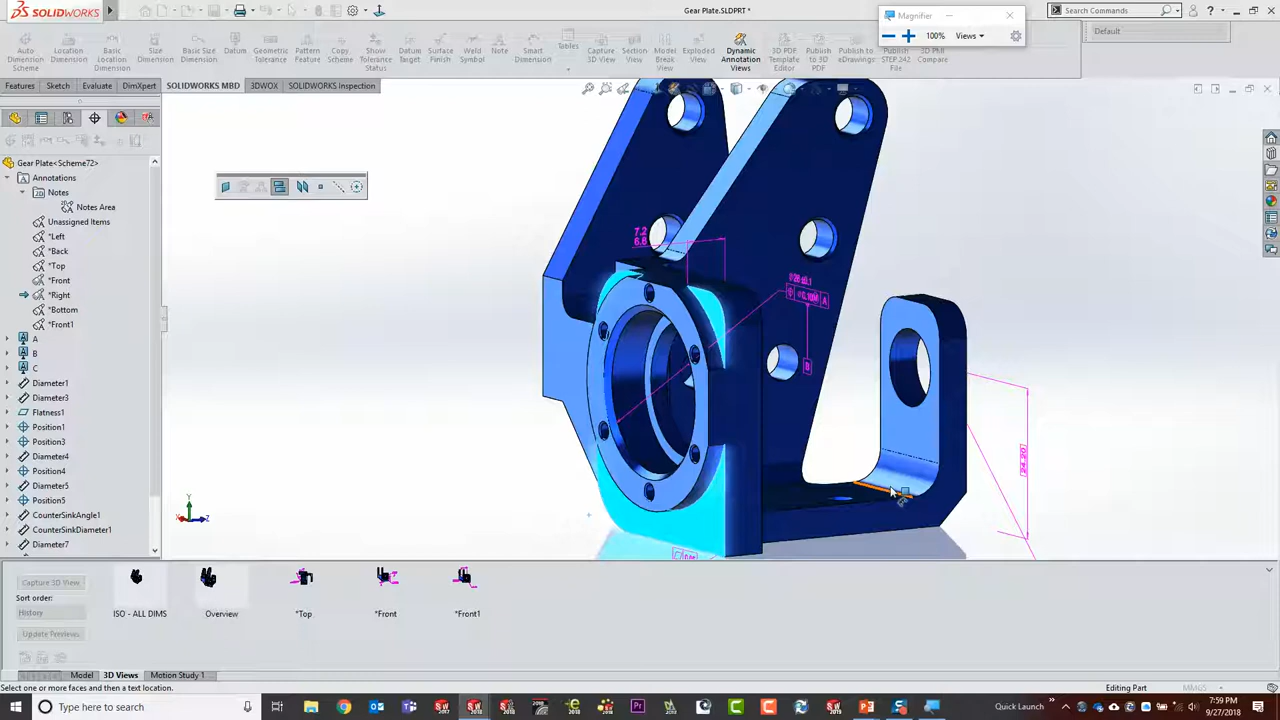 SOLIDWORKS
Gear Plate.SLDPRT *
Magnifier
100%
Views
Search Commands
Default
Auto Dimension Scheme
Location Dimension
Basic Location Dimension
Size Dimension
Basic Size Dimension
Datum
Geometric Tolerance
Pattern Feature
Copy Scheme
Show Tolerance Status
Datum Target
Surface Finish
Weld Symbol
Note
Smart Dimension
Tables
Capture 3D View
Section View
Model Break View
Exploded View
Dynamic Annotation Views
3D PDF Template Editor
Publish to 3D PDF
Publish to eDrawings
Publish STEP 242 File
3D PMI Compare
Features
Sketch
Evaluate
DimXpert
SOLIDWORKS MBD
3DWOX
SOLIDWORKS Inspection
Gear Plate<Scheme72>
Annotations
Notes
Notes Area
Unassigned Items
*Left
*Back
*Top
*Front
*Right
*Bottom
*Front1
A
B
C
Diameter1
Diameter3
Flatness1
Position1
Position3
Diameter4
Position4
Diameter5
Position5
CounterSinkAngle1
CounterSinkDiameter1
Diameter7
7.2
6.6
A
B
24.20
Y
X
Z
Capture 3D View
Sort order:
History
Update Previews
ISO - ALL DIMS
Overview
*Top
*Front
*Front1
Model
3D Views
Motion Study 1
Select one or more faces and then a text location.
Editing Part
MMGS
Type here to search
Quick Launch
7:59 PM
9/27/2018